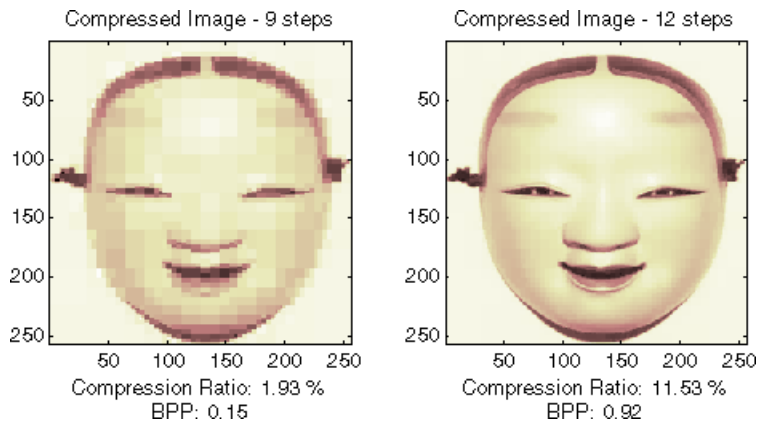 Compressed Image - 9 steps
50
100
150
200
250
50 100 150 200 250
Compression Ratio: 1.93 %
BPP: 0.15
Compressed Image - 12 steps
50
100
150
200
250
50 100 150 200 250
Compression Ratio: 11.53 %
BPP: 0.92